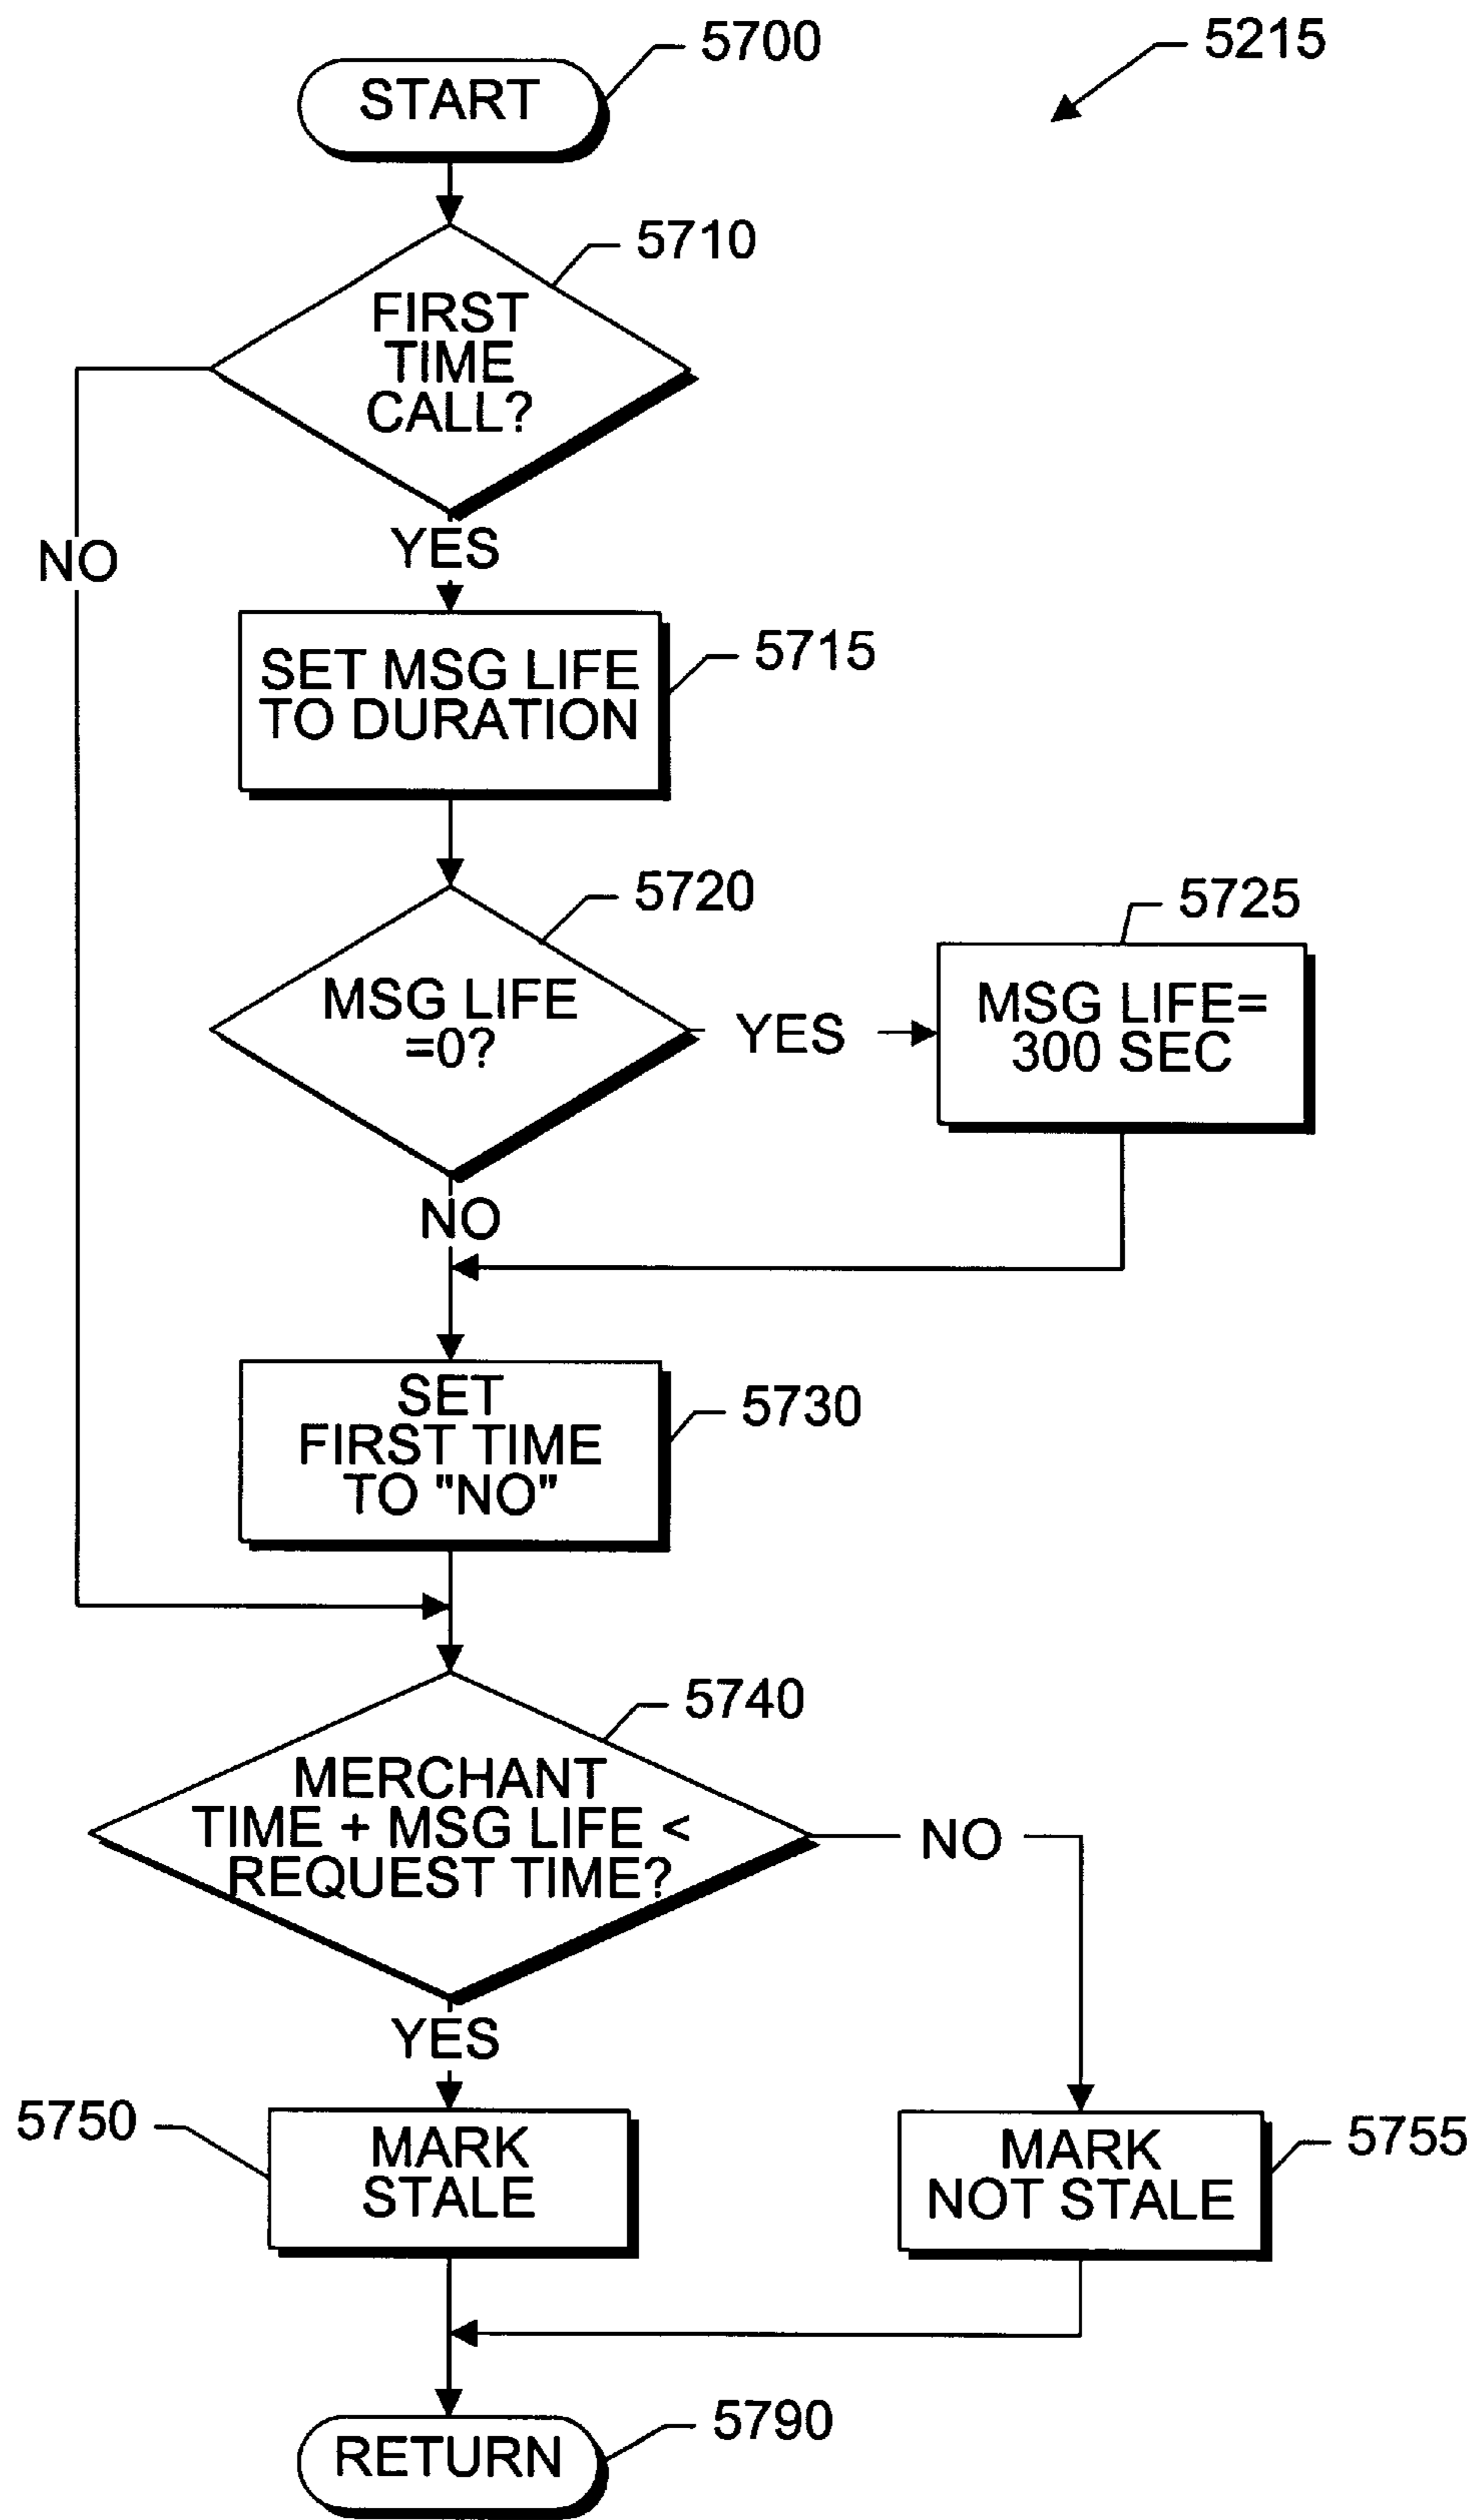 5700
5215
START
5710
FIRST
TIME
CALL?
NO
YES
5715
SET MSG LIFE
TO DURATION
5720
5725
MSG LIFE
=0?
YES
MSG LIFE=
300 SEC
NO
5730
SET
FIRST TIME
TO "NO"
5740
MERCHANT
TIME + MSG LIFE <
REQUEST TIME?
NO
YES
5750
MARK
STALE
MARK
NOT STALE
5755
5790
RETURN